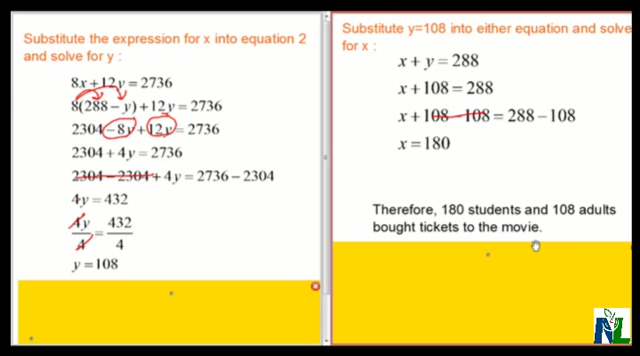 Substitute the expression for x into equation 2
and solve for y :
8x+12y = 2736
8(288 − y)+12y = 2736
2304 −8y+12y = 2736
2304 + 4y = 2736
2304 − 2304 + 4y = 2736 − 2304
4y = 432
4y/4 = 432/4
y = 108
Substitute y=108 into either equation and solve
for x :
x + y = 288
x + 108 = 288
x + 108 − 108 = 288 − 108
x = 180
Therefore, 180 students and 108 adults
bought tickets to the movie.
NL